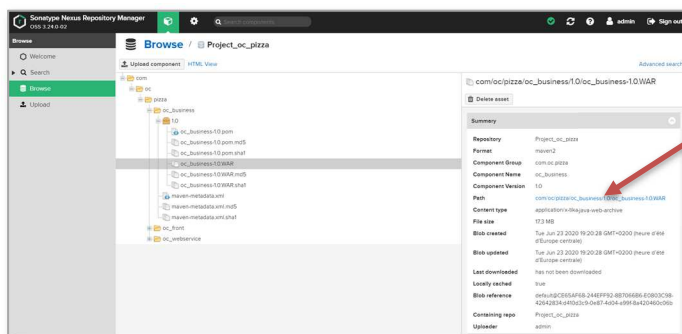 Sonatype Nexus Repository Manager
OSS 3.24.0-02
Search components
admin
Sign out
Browse
Welcome
Search
Browse
Upload
Browse / Project_oc_pizza
Upload component
HTML View
Advanced search
com
oc
pizza
oc_business
1.0
oc_business-1.0.pom
oc_business-1.0.pom.md5
oc_business-1.0.pom.sha1
oc_business-1.0.WAR
oc_business-1.0.WAR.md5
oc_business-1.0.WAR.sha1
maven-metadata.xml
maven-metadata.xml.md5
maven-metadata.xml.sha1
oc_front
oc_webservice
com/oc/pizza/oc_business/1.0/oc_business-1.0.WAR
Delete asset
Summary
Repository Project_oc_pizza
Format maven2
Component Group com.oc.pizza
Component Name oc_business
Component Version 1.0
Path com/oc/pizza/oc_business/1.0/oc_business-1.0.WAR
Content type application/x-tika-java-web-archive
File size 17.3 MB
Blob created Tue Jun 23 2020 19:20:28 GMT+0200 (heure d'été
d'Europe centrale)
Blob updated Tue Jun 23 2020 19:20:28 GMT+0200 (heure d'été
d'Europe centrale)
Last downloaded has not been downloaded
Locally cached true
Blob reference
Containing repo Project_oc_pizza
Uploader admin